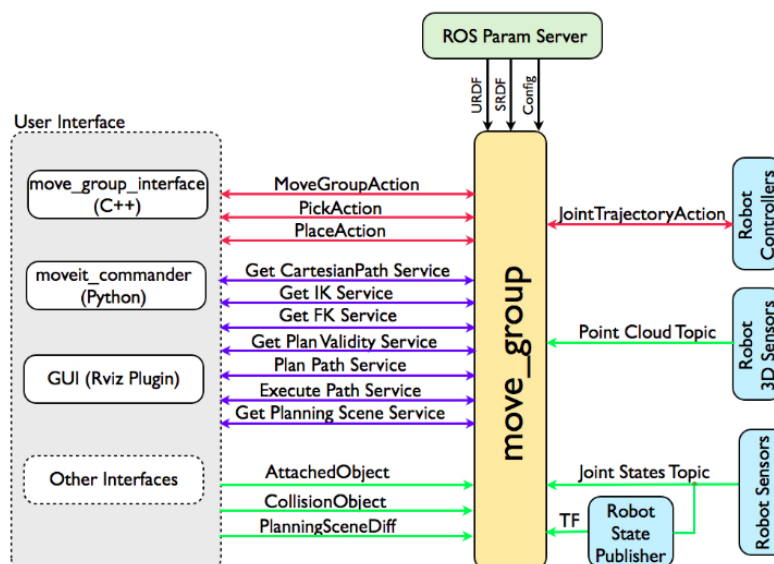 ROS Param Server
URDF
SRDF
Config
User Interface
move_group_interface
(C++)
moveit_commander
(Python)
GUI (Rviz Plugin)
Other Interfaces
MoveGroupAction
PickAction
PlaceAction
Get CartesianPath Service
Get IK Service
Get FK Service
Get Plan Validity Service
Plan Path Service
Execute Path Service
Get Planning Scene Service
AttachedObject
CollisionObject
PlanningSceneDiff
move_group
JointTrajectoryAction
Robot
Controllers
Point Cloud Topic
Robot
3D Sensors
Joint States Topic
TF
Robot
State
Publisher
Robot Sensors